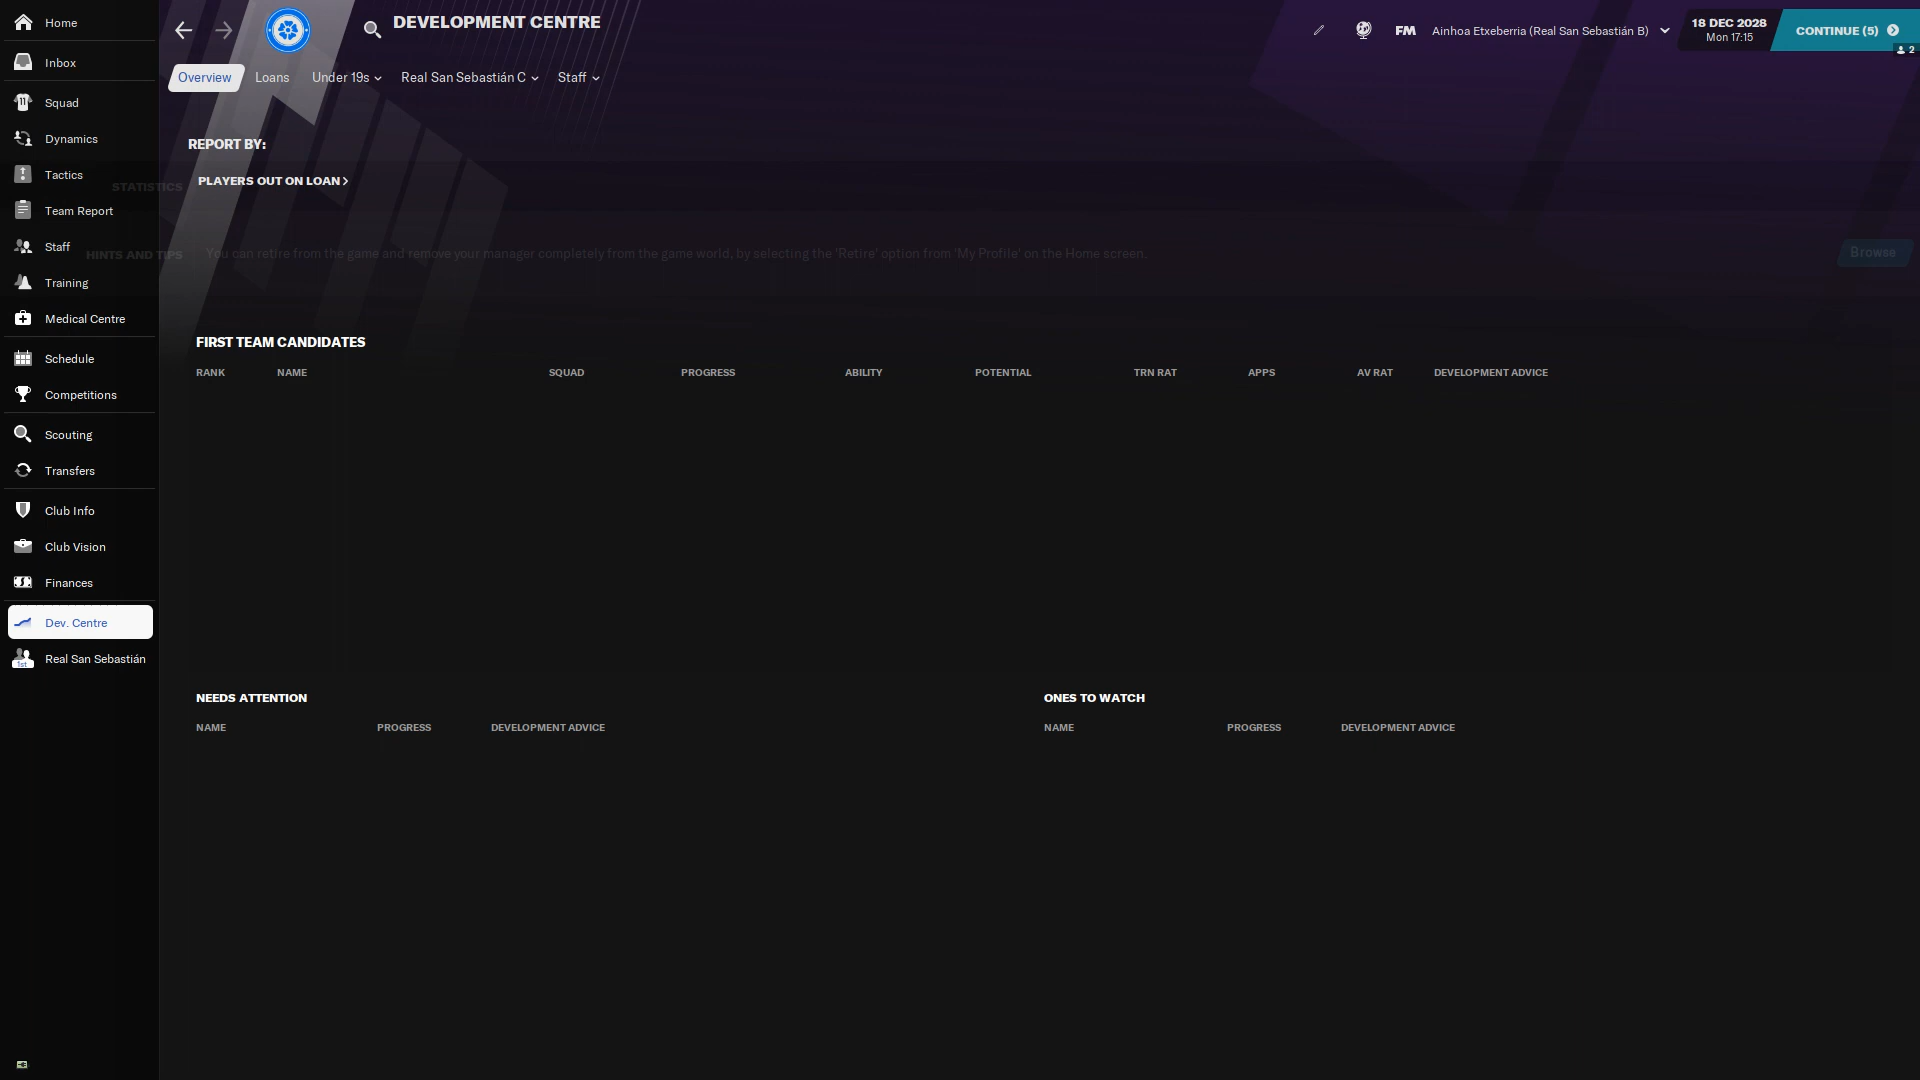 Home
Inbox
Squad
Dynamics
Tactics
Team Report
Staff
Training
Medical Centre
Schedule
Competitions
Scouting
Transfers
Club Info
Club Vision
Finances
Dev. Centre
1st
Real San Sebastián
DEVELOPMENT CENTRE
FM
Ainhoa Etxeberria (Real San Sebastián B)
18 DEC 2028
Mon 17:15
CONTINUE (5)
2
Overview
Loans
Under 19s
Real San Sebastián C
Staff
REPORT BY:
PLAYERS OUT ON LOAN
STATISTICS
HINTS AND TIPS
You can retire from the game and remove your manager completely from the game world, by selecting the 'Retire' option from 'My Profile' on the Home screen.
Browse
FIRST TEAM CANDIDATES
RANK NAME SQUAD PROGRESS ABILITY POTENTIAL TRN RAT APPS AV RAT DEVELOPMENT ADVICE
NEEDS ATTENTION
NAME PROGRESS DEVELOPMENT ADVICE
ONES TO WATCH
NAME PROGRESS DEVELOPMENT ADVICE